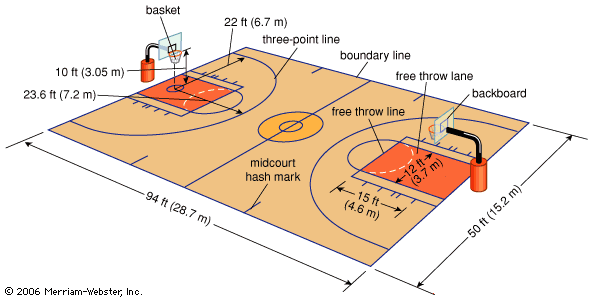 basket
22 ft (6.7 m)
three-point line
boundary line
10 ft (3.05 m)
free throw lane
23.6 ft (7.2 m)
backboard
free throw line
12 ft
(3.7 m)
midcourt
hash mark
15 ft
(4.6 m)
94 ft (28.7 m)
50 ft (15.2 m)
© 2006 Merriam-Webster, Inc.